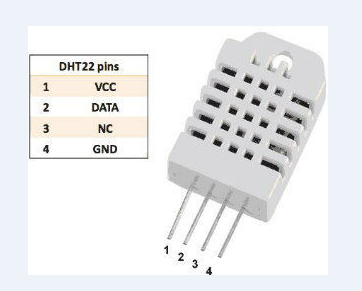 DHT22 pins
1 VCC
2 DATA
3 NC
4 GND
1
2
3
4